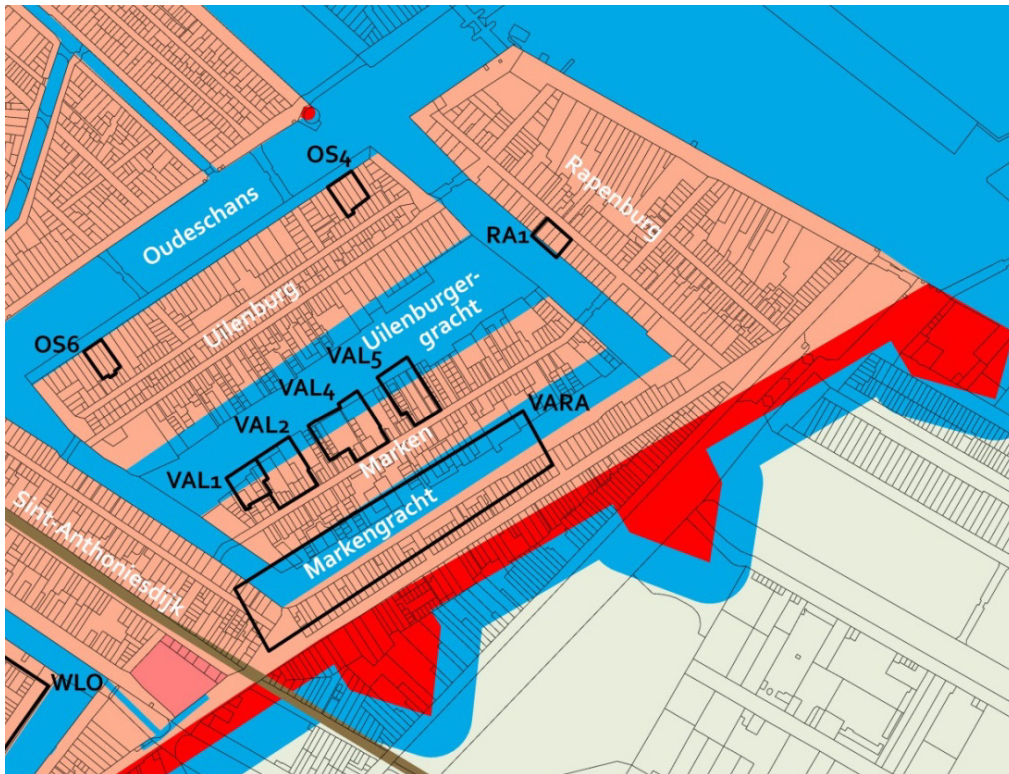 OS4
Oudeschans
Rapenburg
RA1
Uilenburg
Uilenburger-
gracht
OS6
VAL5
VAL4
VARA
VAL2
Marken
VAL1
Sint-Anthoniesdijk
Markengracht
WLO